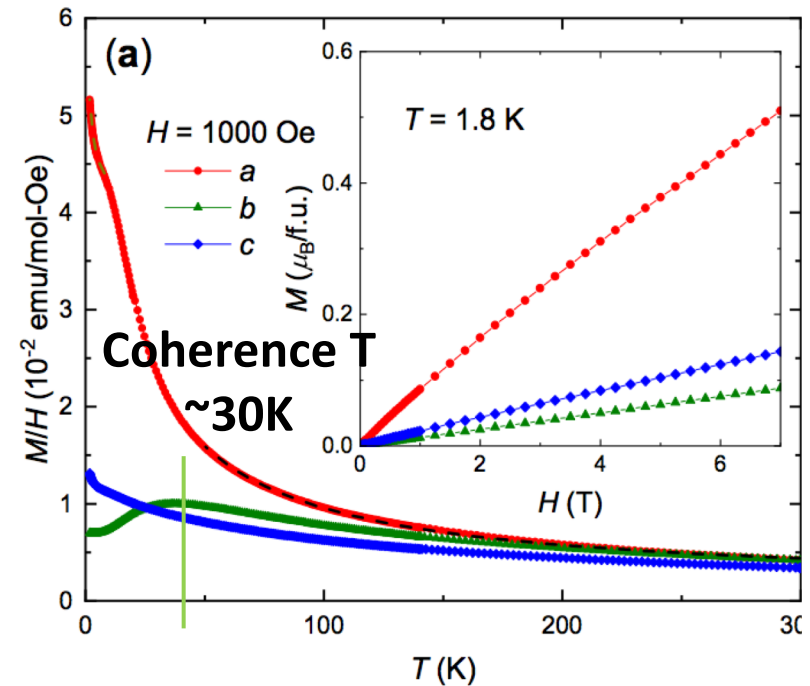 (a)
H = 1000 Oe
a
b
c
Coherence T
~30K
M/H (10⁻² emu/mol-Oe)
6
5
4
3
2
1
0
0
100
200
30
T (K)
T = 1.8 K
M (μB/f.u.)
0.6
0.4
0.2
0.0
0
2
4
6
H (T)